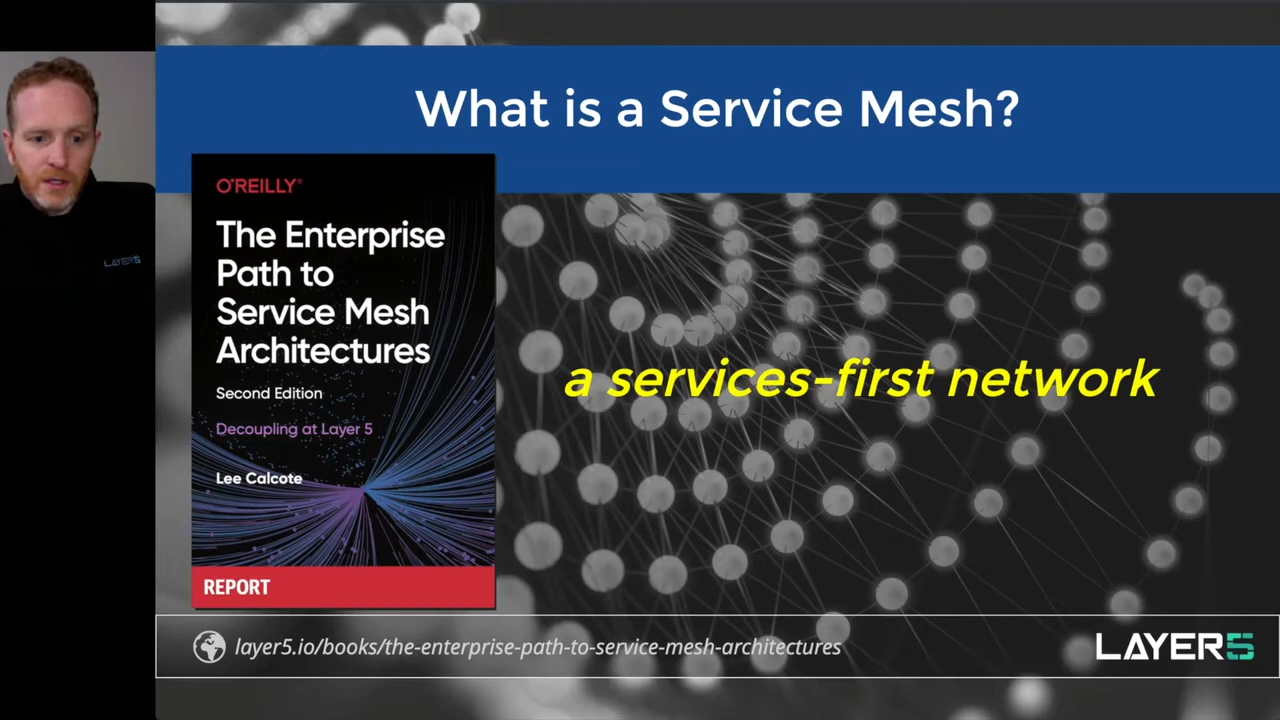 What is a Service Mesh?
O'REILLY®
The Enterprise
Path to
Service Mesh
Architectures
Second Edition
Decoupling at Layer 5
Lee Calcote
REPORT
a services-first network
layer5.io/books/the-enterprise-path-to-service-mesh-architectures
LAYER5
LAYER5